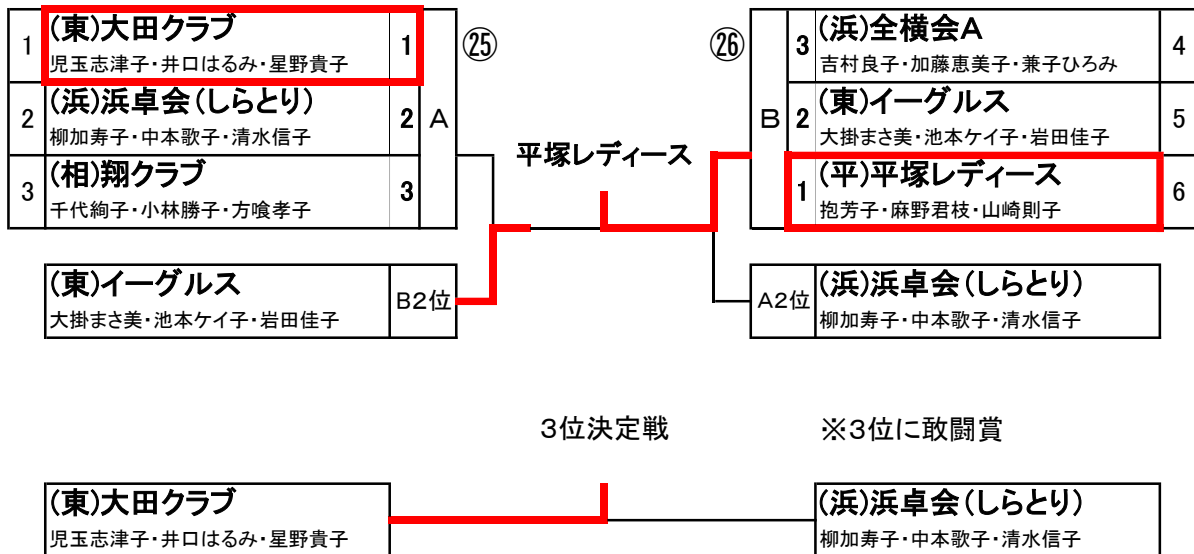 1 (東)大田クラブ 1
児玉志津子・井口はるみ・星野貴子
2 (浜)浜卓会(しらとり) 2
柳加寿子・中本歌子・清水信子
3 (相)翔クラブ 3
千代絢子・小林勝子・方喰孝子
A
㉕
(東)イーグルス
大掛まさ美・池本ケイ子・岩田佳子
B2位
平塚レディース
㉖
B
3 (浜)全横会A 4
吉村良子・加藤恵美子・兼子ひろみ
2 (東)イーグルス 5
大掛まさ美・池本ケイ子・岩田佳子
1 (平)平塚レディース 6
抱芳子・麻野君枝・山崎則子
A2位
(浜)浜卓会(しらとり)
柳加寿子・中本歌子・清水信子
3位決定戦
※3位に敢闘賞
(東)大田クラブ
児玉志津子・井口はるみ・星野貴子
(浜)浜卓会(しらとり)
柳加寿子・中本歌子・清水信子